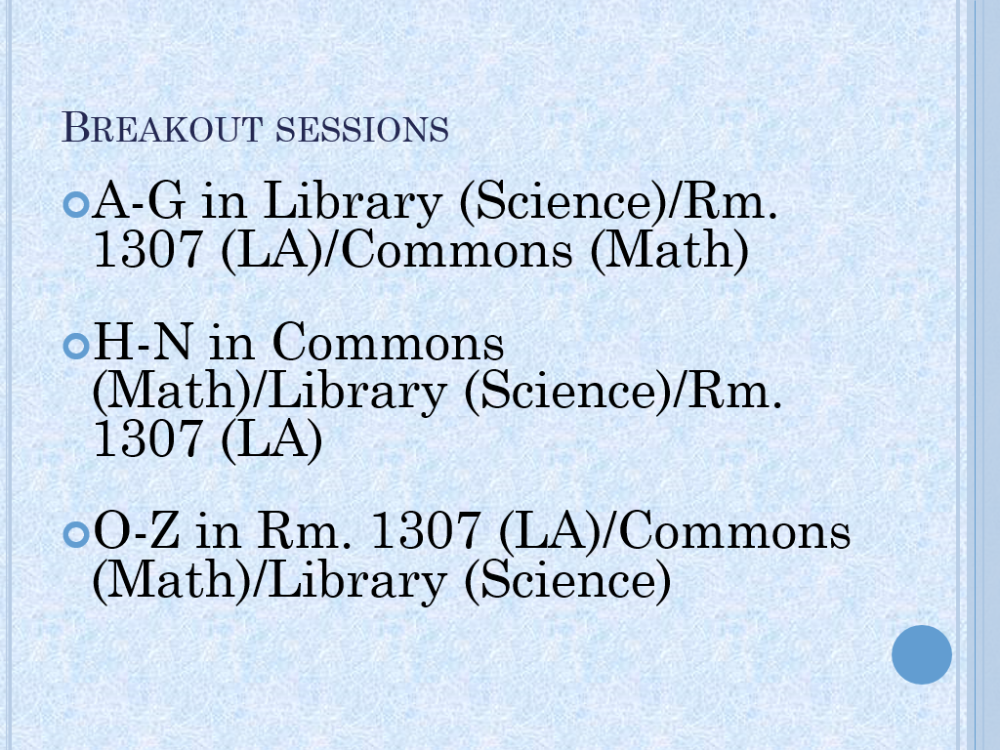 BREAKOUT SESSIONS
A-G in Library (Science)/Rm.
1307 (LA)/Commons (Math)
H-N in Commons
(Math)/Library (Science)/Rm.
1307 (LA)
O-Z in Rm. 1307 (LA)/Commons
(Math)/Library (Science)